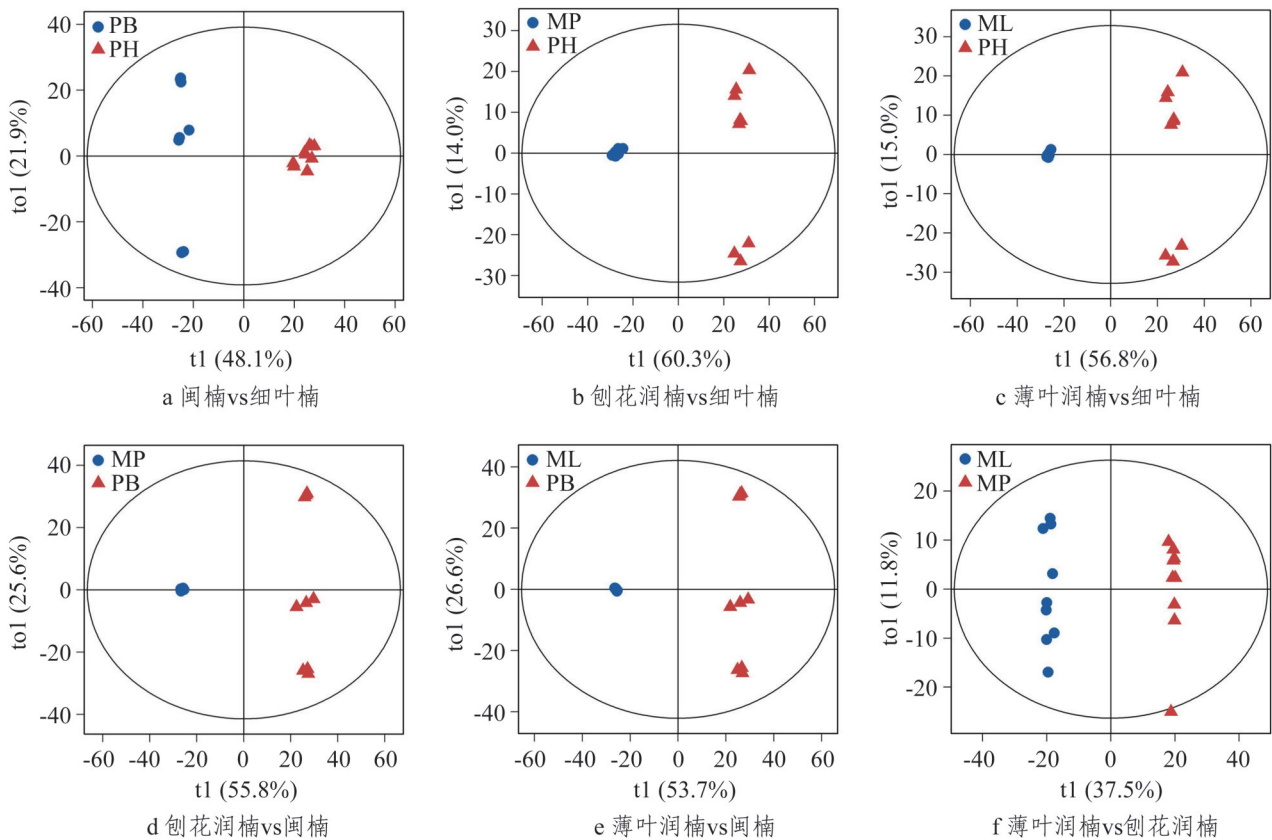 PB
PH
to1 (21.9%)
40
20
0
-20
-40
-60 -40 -20 0 20 40 60
t1 (48.1%)
a 闽楠vs细叶楠
MP
PH
to1 (14.0%)
30
20
10
0
-10
-20
-30
-60 -40 -20 0 20 40 60
t1 (60.3%)
b 刨花润楠vs细叶楠
ML
PH
to1 (15.0%)
30
20
10
0
-10
-20
-30
-60 -40 -20 0 20 40 60
t1 (56.8%)
c 薄叶润楠vs细叶楠
MP
PB
to1 (25.6%)
40
20
0
-20
-40
-60 -40 -20 0 20 40 60
t1 (55.8%)
d 刨花润楠vs闽楠
ML
PB
to1 (26.6%)
40
20
0
-20
-40
-60 -40 -20 0 20 40 60
t1 (53.7%)
e 薄叶润楠vs闽楠
ML
MP
to1 (11.8%)
20
10
0
-10
-20
-40 -20 0 20 40
t1 (37.5%)
f 薄叶润楠vs刨花润楠